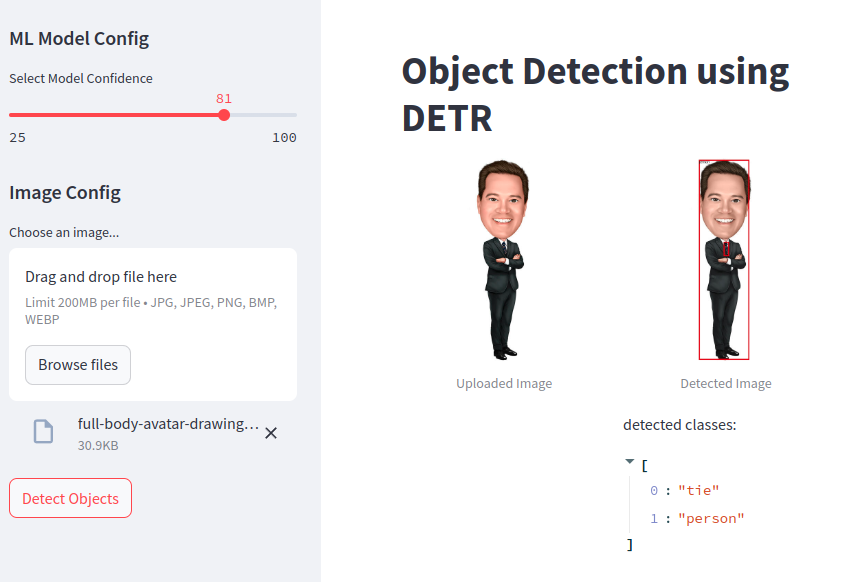 ML Model Config
Select Model Confidence
81
25 100
Image Config
Choose an image...
Drag and drop file here
Limit 200MB per file • JPG, JPEG, PNG, BMP,
WEBP
Browse files
full-body-avatar-drawing...
30.9KB
Detect Objects
Object Detection using
DETR
Uploaded Image
Detected Image
detected classes:
[
0 : "tie"
1 : "person"
]